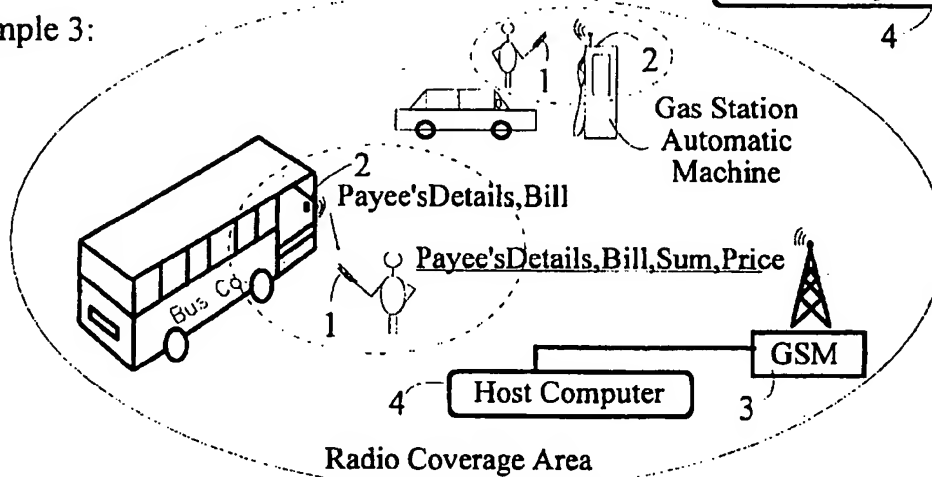 mple 3:
4
1
2
Gas Station
Automatic
Machine
2
Payee'sDetails,Bill
Payee'sDetails,Bill,Sum,Price
Bus Co.
1
GSM
4
Host Computer
3
Radio Coverage Area